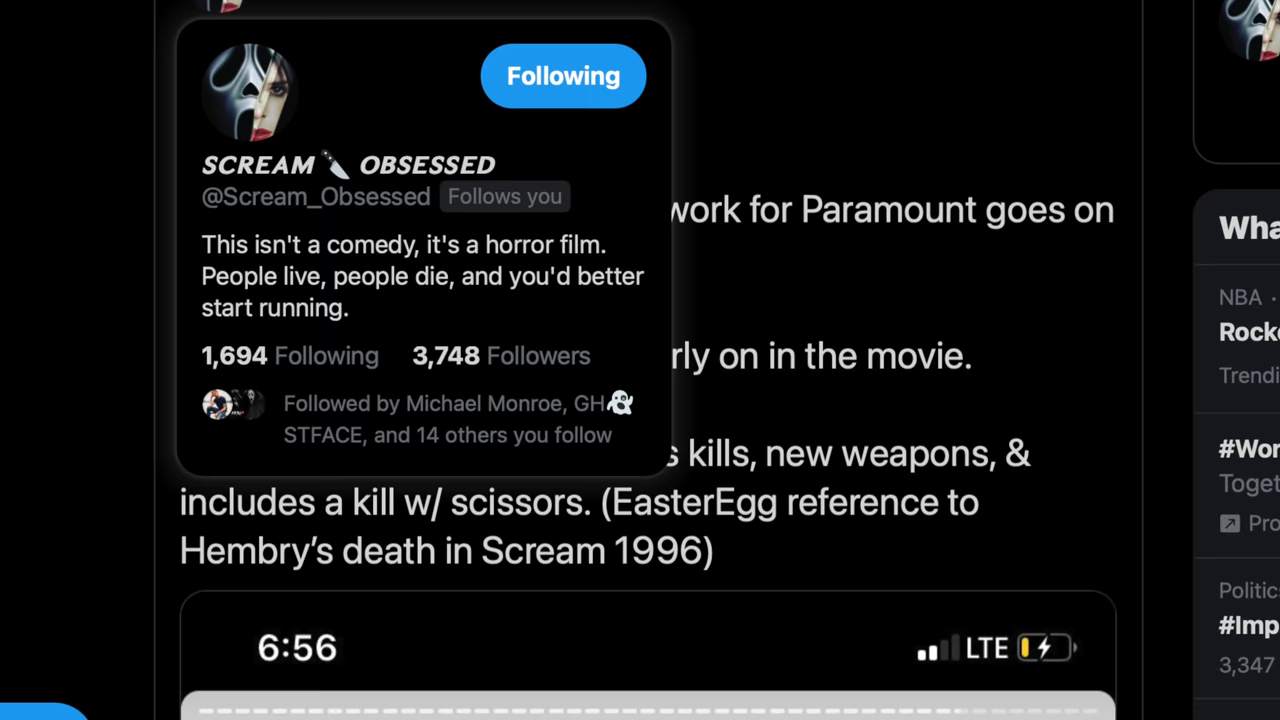 Following
SCREAM🔪OBSESSED
@Scream_Obsessed Follows you
This isn't a comedy, it's a horror film.
People live, people die, and you'd better
start running.
1,694 Following 3,748 Followers
Followed by Michael Monroe, GH👻
STFACE, and 14 others you follow
work for Paramount goes on
rly on in the movie.
s kills, new weapons, &
includes a kill w/ scissors. (EasterEgg reference to
Hembry’s death in Scream 1996)
6:56 LTE
Wha
NBA ·
Rock
Trendi
#Wor
Toget
Pro
Politic
#Imp
3,347